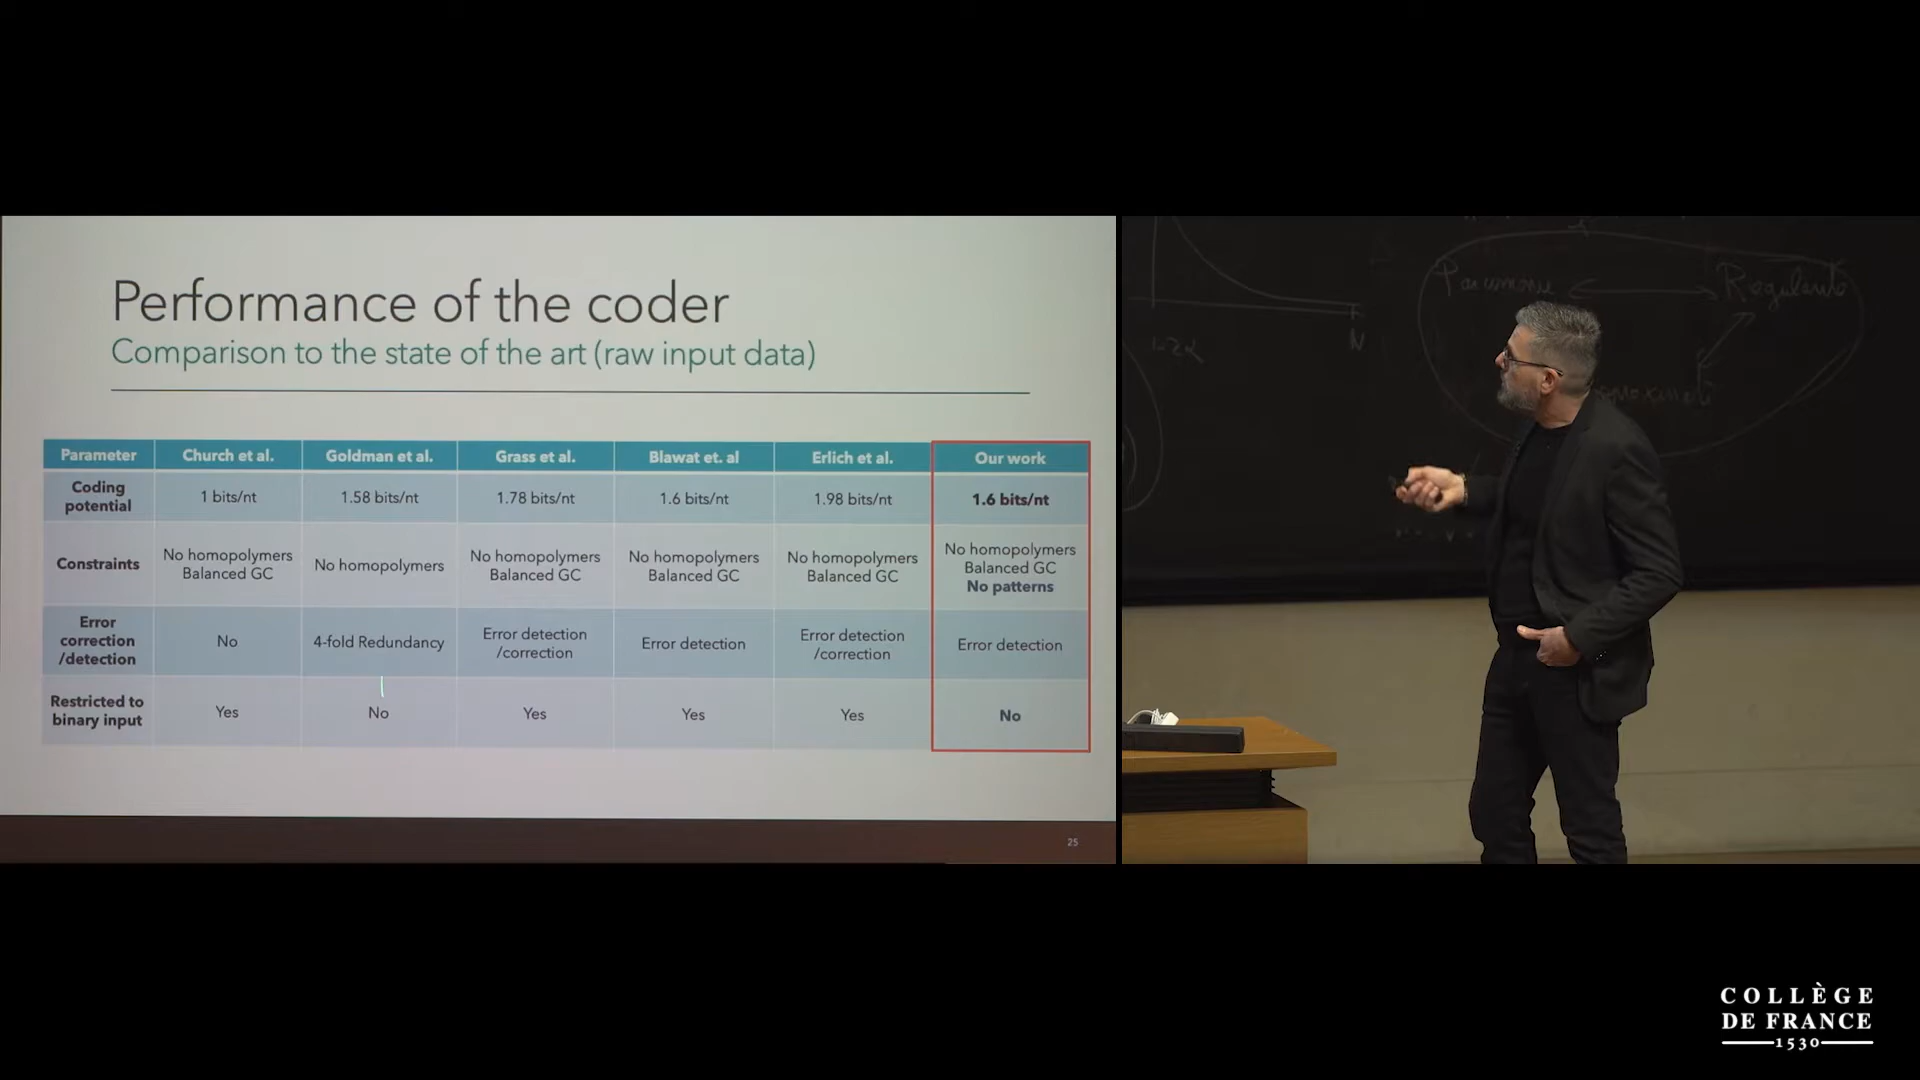 Performance of the coder
Comparison to the state of the art (raw input data)
Parameter Church et al. Goldman et al. Grass et al. Blawat et. al Erlich et al. Our work
Coding potential 1 bits/nt 1.58 bits/nt 1.78 bits/nt 1.6 bits/nt 1.98 bits/nt 1.6 bits/nt
Constraints No homopolymers Balanced GC No homopolymers No homopolymers Balanced GC No homopolymers Balanced GC No homopolymers Balanced GC No homopolymers Balanced GC No patterns
Error correction /detection No 4-fold Redundancy Error detection /correction Error detection Error detection /correction Error detection
Restricted to binary input Yes No Yes Yes Yes No
25
N
COLLÈGE
DE FRANCE
1530